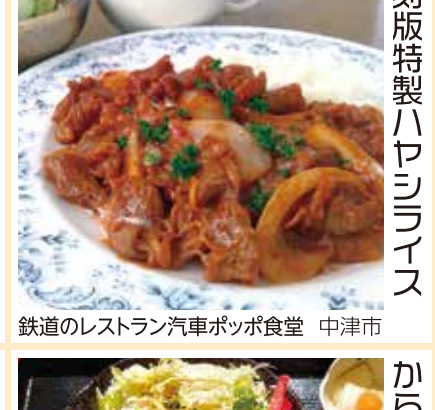 版特製ハヤシライス
鉄道のレストラン汽車ポッポ食堂 中津市
から